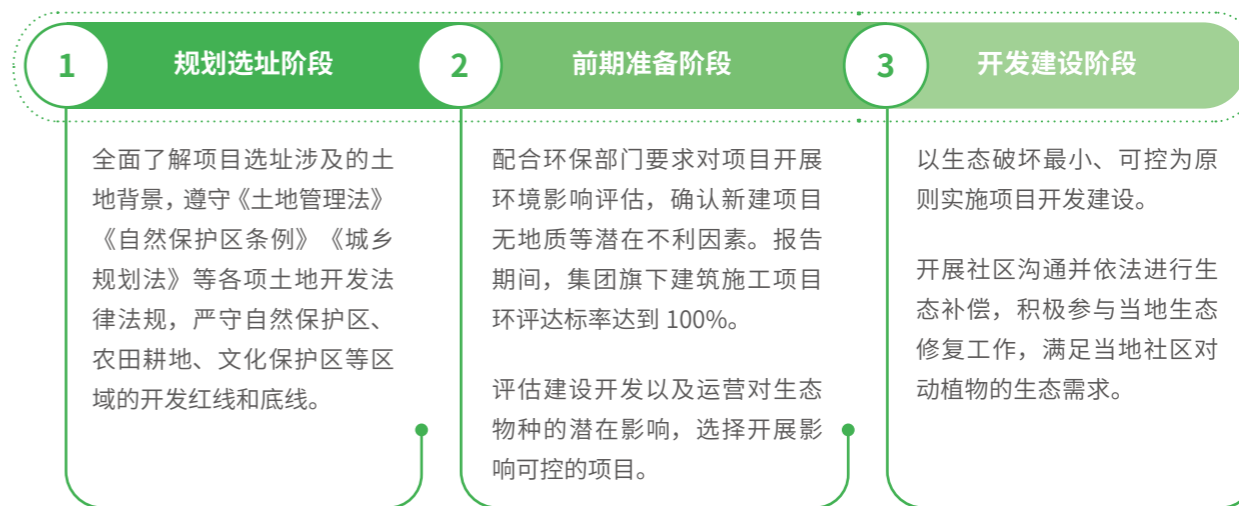 1
规划选址阶段
全面了解项目选址涉及的土
地背景，遵守《土地管理法》
《自然保护区条例》《城乡
规划法》等各项土地开发法
律法规，严守自然保护区、
农田耕地、文化保护区等区
域的开发红线和底线。
2
前期准备阶段
配合环保部门要求对项目开展
环境影响评估，确认新建项目
无地质等潜在不利因素。报告
期间，集团旗下建筑施工项目
环评达标率达到 100%。
评估建设开发以及运营对生态
物种的潜在影响，选择开展影
响可控的项目。
3
开发建设阶段
以生态破坏最小、可控为原
则实施项目开发建设。
开展社区沟通并依法进行生
态补偿，积极参与当地生态
修复工作，满足当地社区对
动植物的生态需求。